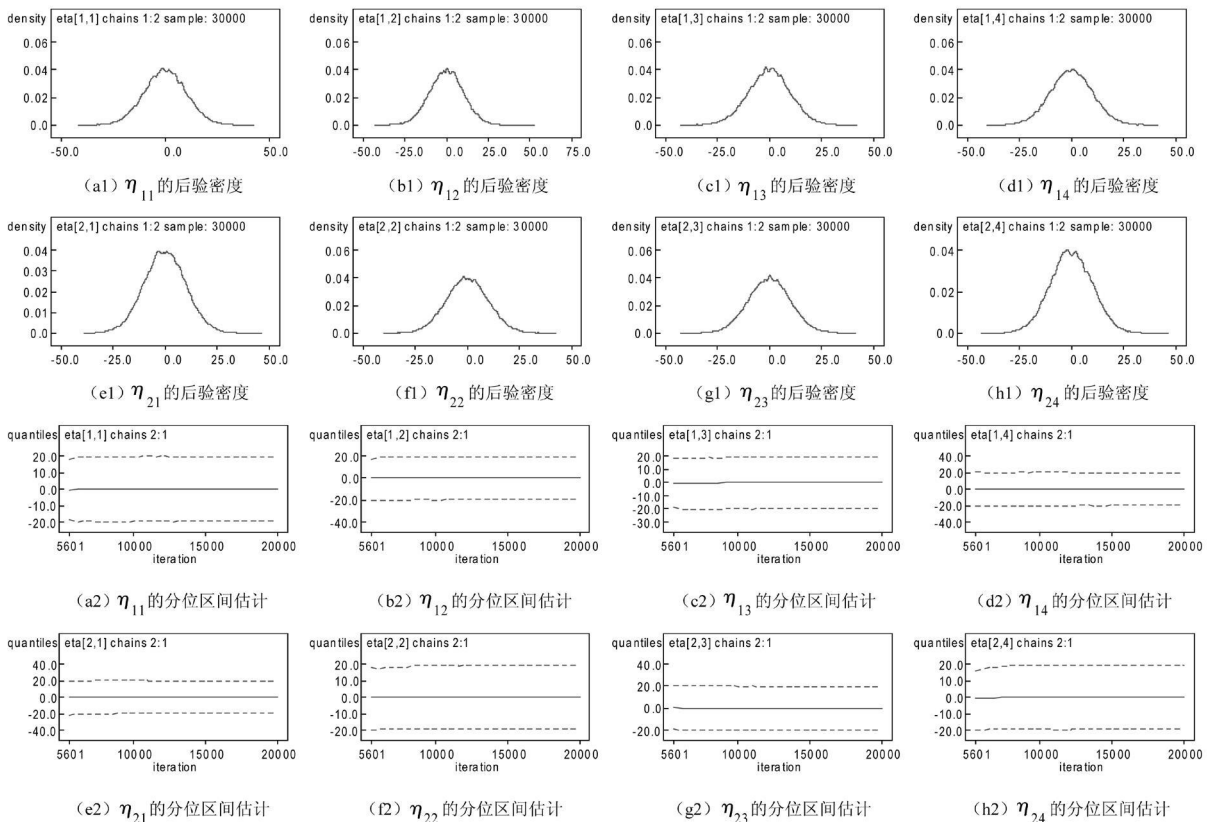 density eta[1,1] chains 1:2 sample: 30000
0.06
0.04
0.02
0.0
-50.0 0.0 50.0
(a1) η11 的后验密度
density eta[1,2] chains 1:2 sample: 30000
0.06
0.04
0.02
0.0
-50.0 -25.0 0.0 25.0 50.0 75.0
(b1) η12 的后验密度
density eta[1,3] chains 1:2 sample: 30000
0.06
0.04
0.02
0.0
-50.0 0.0 50.0
(c1) η13 的后验密度
density eta[1,4] chains 1:2 sample: 30000
0.06
0.04
0.02
0.0
-50.0 -25.0 0.0 25.0 50.0
(d1) η14 的后验密度
density eta[2,1] chains 1:2 sample: 30000
0.04
0.03
0.02
0.01
0.0
-50.0 -25.0 0.0 25.0 50.0
(e1) η21 的后验密度
density eta[2,2] chains 1:2 sample: 30000
0.06
0.04
0.02
0.0
-50.0 -25.0 0.0 25.0 50.0
(f1) η22 的后验密度
density eta[2,3] chains 1:2 sample: 30000
0.06
0.04
0.02
0.0
-50.0 0.0 50.0
(g1) η23 的后验密度
density eta[2,4] chains 1:2 sample: 30000
0.04
0.02
0.0
-50.0 -25.0 0.0 25.0 50.0
(h1) η24 的后验密度
quantiles eta[1,1] chains 2:1
20.0
10.0
0.0
-10.0
-20.0
5601 10000 15000 20000
iteration
(a2) η11 的分位区间估计
quantiles eta[1,2] chains 2:1
20.0
0.0
-20.0
-40.0
5601 10000 15000 20000
iteration
(b2) η12 的分位区间估计
quantiles eta[1,3] chains 2:1
20.0
10.0
0.0
-10.0
-20.0
-30.0
5601 10000 15000 20000
iteration
(c2) η13 的分位区间估计
quantiles eta[1,4] chains 2:1
40.0
20.0
0.0
-20.0
-40.0
5601 10000 15000 20000
iteration
(d2) η14 的分位区间估计
quantiles eta[2,1] chains 2:1
40.0
20.0
0.0
-20.0
-40.0
5601 10000 15000 20000
iteration
(e2) η21 的分位区间估计
quantiles eta[2,2] chains 2:1
20.0
10.0
0.0
-10.0
-20.0
5601 10000 15000 20000
iteration
(f2) η22 的分位区间估计
quantiles eta[2,3] chains 2:1
40.0
20.0
0.0
-20.0
5601 10000 15000 20000
iteration
(g2) η23 的分位区间估计
quantiles eta[2,4] chains 2:1
20.0
10.0
0.0
-10.0
-20.0
5601 10000 15000 20000
iteration
(h2) η24 的分位区间估计